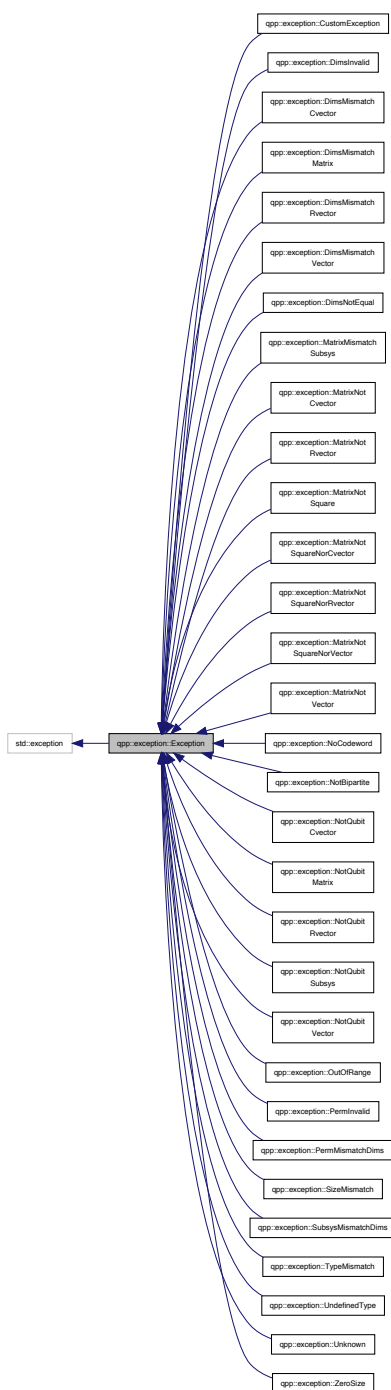 qpp::exception::CustomException
qpp::exception::DimsInvalid
qpp::exception::DimsMismatch
Cvector
qpp::exception::DimsMismatch
Matrix
qpp::exception::DimsMismatch
Rvector
qpp::exception::DimsMismatch
Vector
qpp::exception::DimsNotEqual
qpp::exception::MatrixMismatch
Subsys
qpp::exception::MatrixNot
Cvector
qpp::exception::MatrixNot
Rvector
qpp::exception::MatrixNot
Square
qpp::exception::MatrixNot
SquareNorCvector
qpp::exception::MatrixNot
SquareNorRvector
qpp::exception::MatrixNot
SquareNorVector
qpp::exception::MatrixNot
Vector
std::exception
qpp::exception::Exception
qpp::exception::NoCodeword
qpp::exception::NotBipartite
qpp::exception::NotQubit
Cvector
qpp::exception::NotQubit
Matrix
qpp::exception::NotQubit
Rvector
qpp::exception::NotQubit
Subsys
qpp::exception::NotQubit
Vector
qpp::exception::OutOfRange
qpp::exception::PermInvalid
qpp::exception::PermMismatchDims
qpp::exception::SizeMismatch
qpp::exception::SubsysMismatchDims
qpp::exception::TypeMismatch
qpp::exception::UndefinedType
qpp::exception::Unknown
qpp::exception::ZeroSize